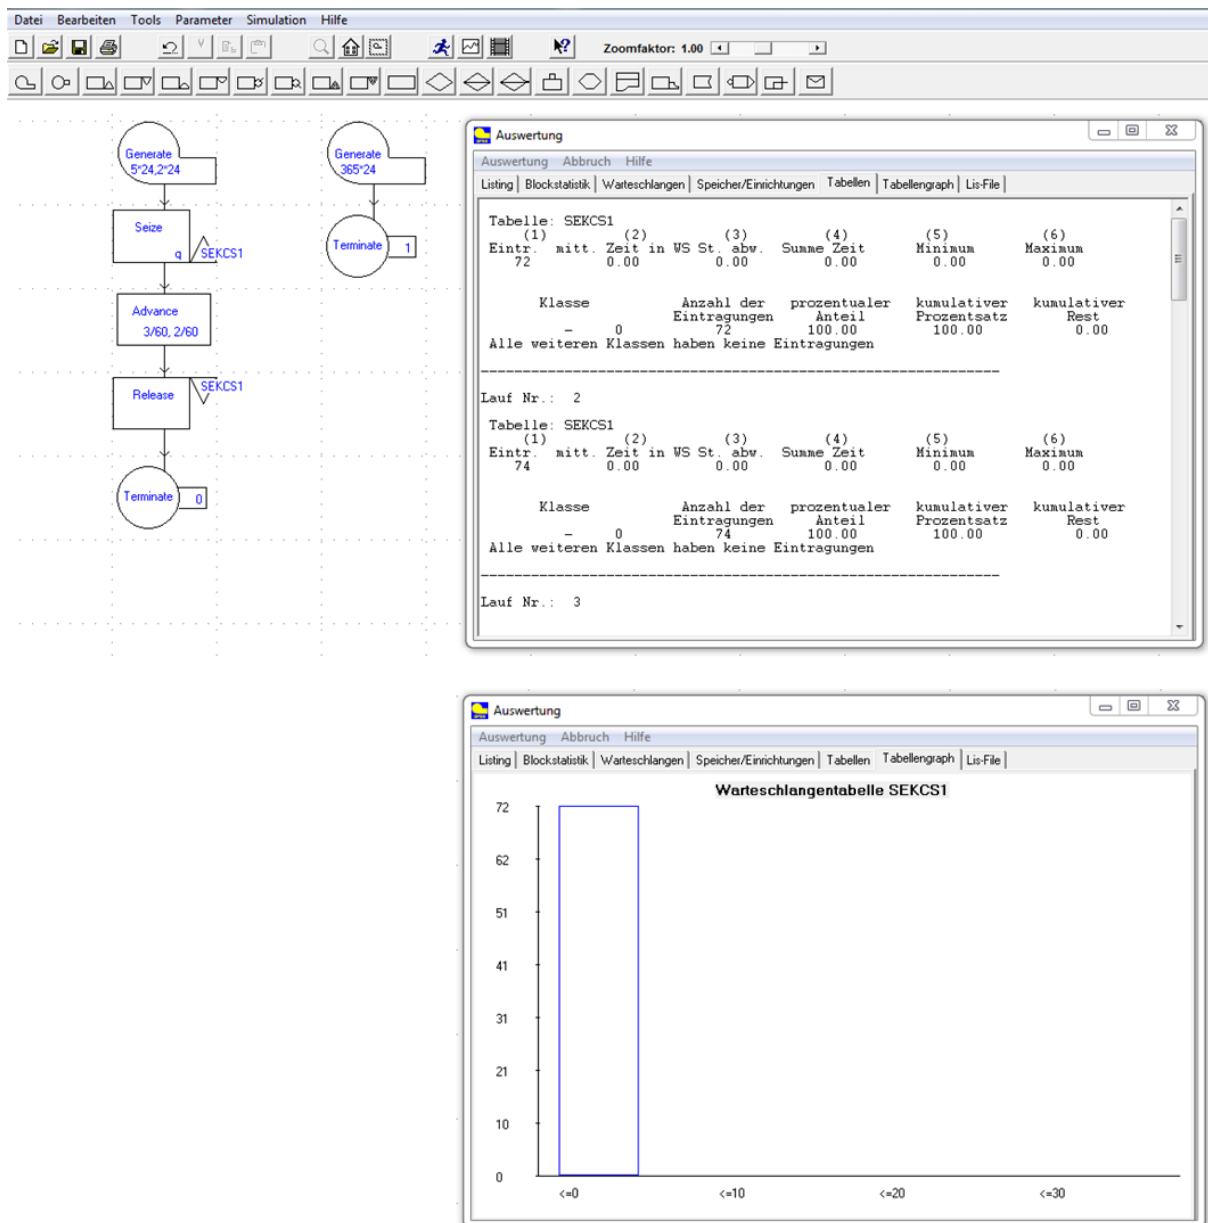 Datei Bearbeiten Tools Parameter Simulation Hilfe
Zoomfaktor: 1.00
Generate
5*24,2*24
Seize
q
SEKCS1
Advance
3/60, 2/60
Release
SEKCS1
Terminate
0
Generate
365*24
Terminate
1
Auswertung
Auswertung Abbruch Hilfe
Listing Blockstatistik Warteschlangen Speicher/Einrichtungen Tabellen Tabellengraph Lis-File
Tabelle: SEKCS1
(1) (2) (3) (4) (5) (6)
Eintr. mitt. Zeit in WS St. abw. Summe Zeit Minimum Maximum
72 0.00 0.00 0.00 0.00 0.00
Klasse Anzahl der prozentualer kumulativer kumulativer
Eintragungen Anteil Prozentsatz Rest
– 0 72 100.00 100.00 0.00
Alle weiteren Klassen haben keine Eintragungen
Lauf Nr.: 2
Tabelle: SEKCS1
(1) (2) (3) (4) (5) (6)
Eintr. mitt. Zeit in WS St. abw. Summe Zeit Minimum Maximum
74 0.00 0.00 0.00 0.00 0.00
Klasse Anzahl der prozentualer kumulativer kumulativer
Eintragungen Anteil Prozentsatz Rest
– 0 74 100.00 100.00 0.00
Alle weiteren Klassen haben keine Eintragungen
Lauf Nr.: 3
Auswertung
Auswertung Abbruch Hilfe
Listing Blockstatistik Warteschlangen Speicher/Einrichtungen Tabellen Tabellengraph Lis-File
Warteschlangentabelle SEKCS1
72
62
51
41
31
21
10
0
<=0 <=10 <=20 <=30